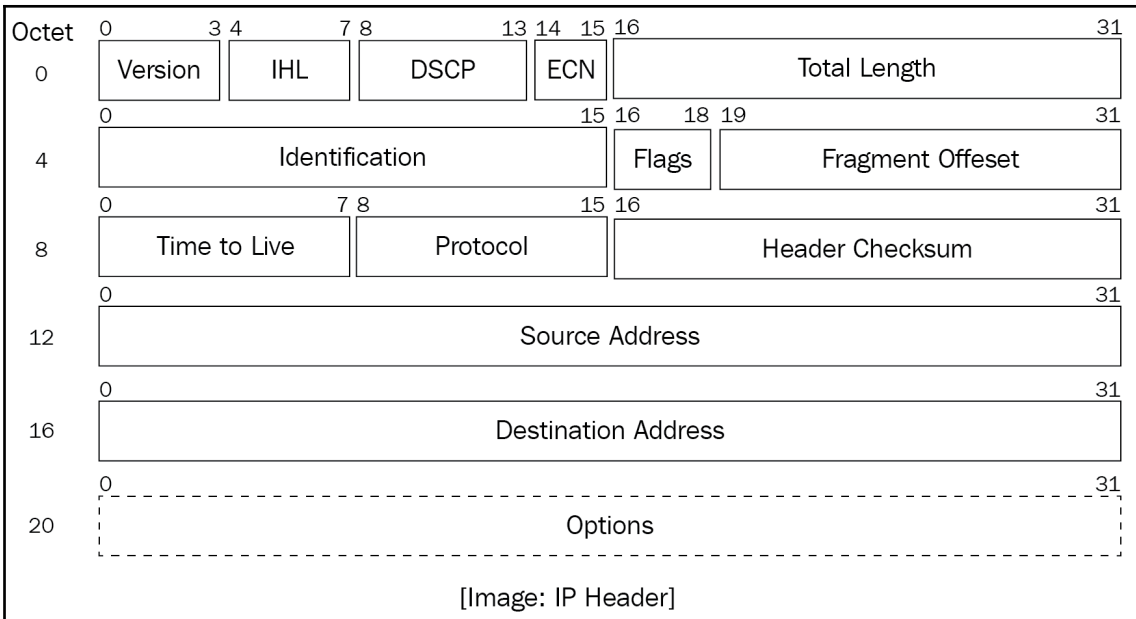 Octet 0 3 4 7 8 13 14 15 16 31
0 Version IHL DSCP ECN Total Length
0 15 16 18 19 31
4 Identification Flags Fragment Offeset
0 7 8 15 16 31
8 Time to Live Protocol Header Checksum
0 31
12 Source Address
0 31
16 Destination Address
0 31
20 Options
[Image: IP Header]